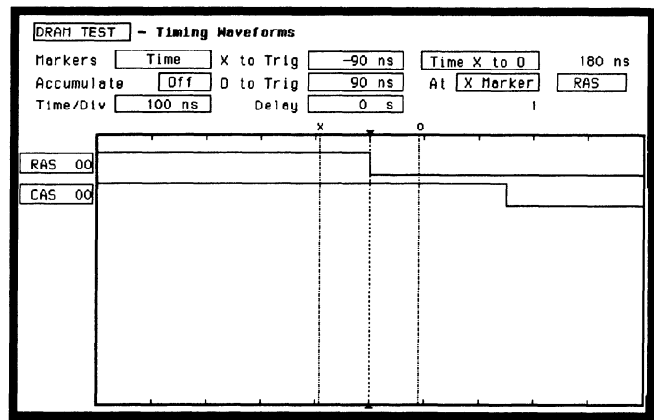 DRAM TEST - Timing Waveforms
Markers Time X to Trig -90 ns Time X to O 180 ns
Accumulate Off O to Trig 90 ns At X Marker RAS
Time/Div 100 ns Delay 0 s 1
X O
RAS 00
CAS 00